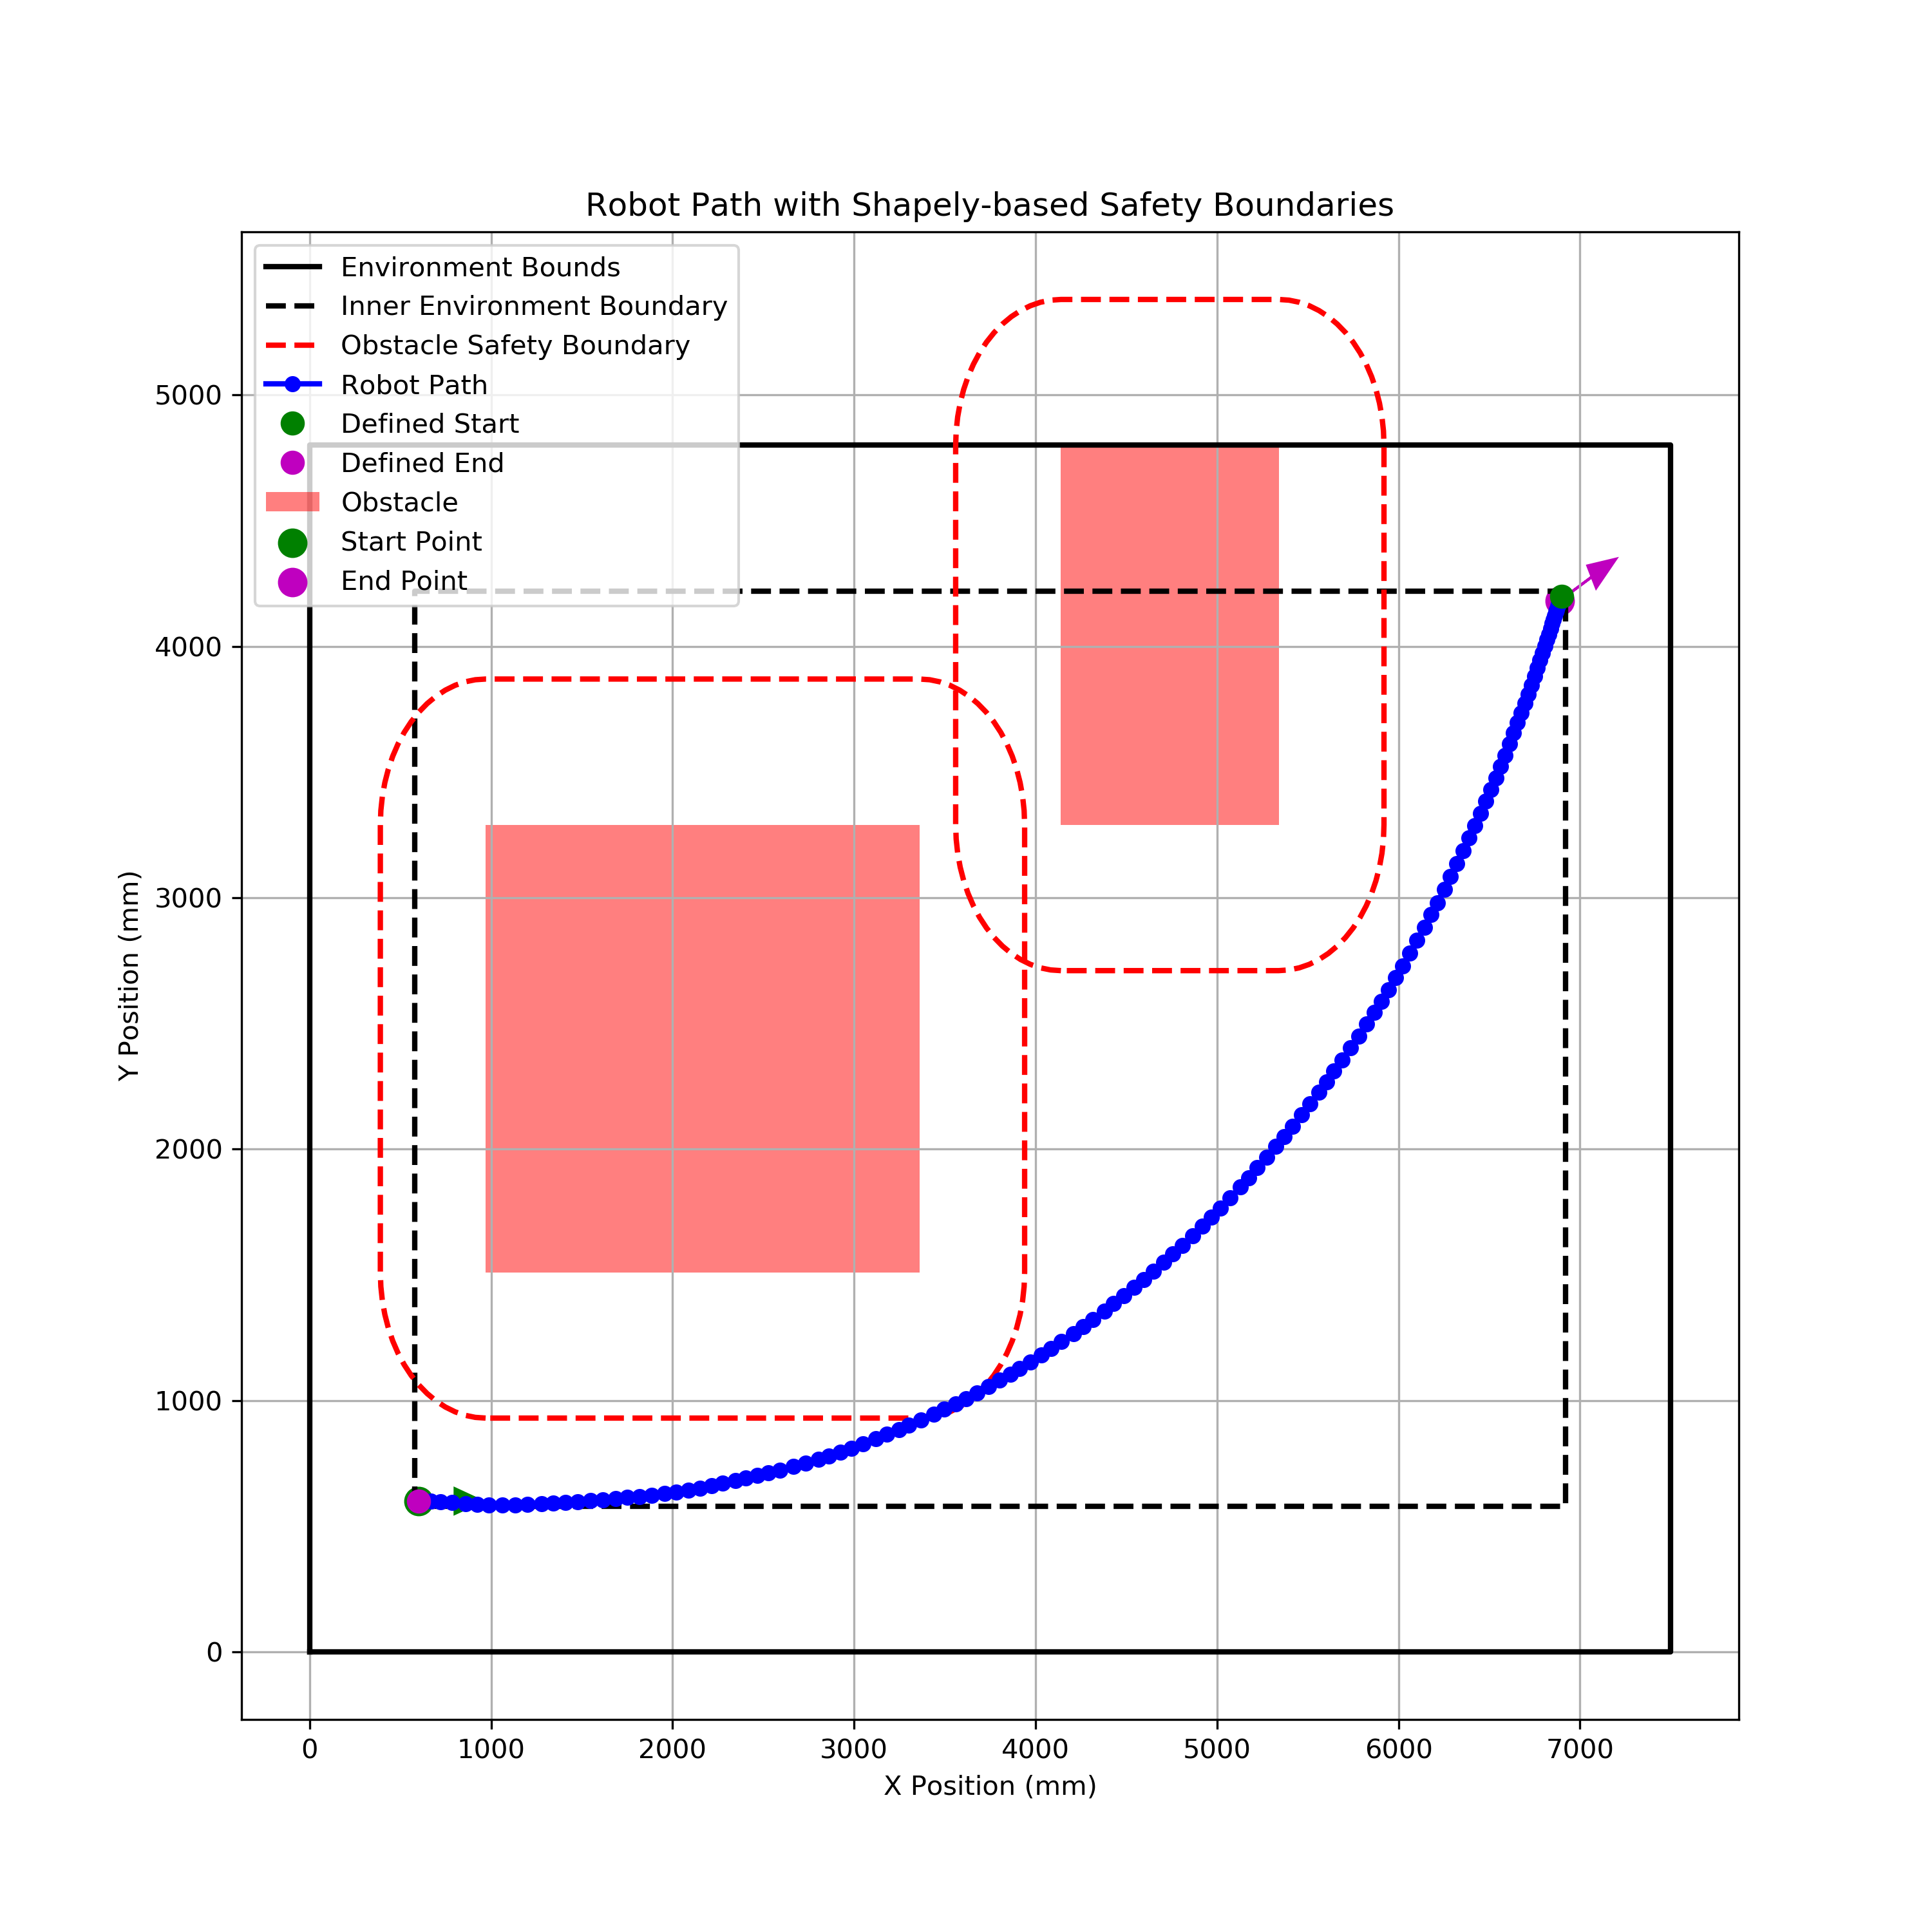 Robot Path with Shapely-based Safety Boundaries
Environment Bounds
Inner Environment Boundary
Obstacle Safety Boundary
Robot Path
Defined Start
Defined End
Obstacle
Start Point
End Point
5000
4000
3000
2000
1000
0
Y Position (mm)
0 1000 2000 3000 4000 5000 6000 7000
X Position (mm)